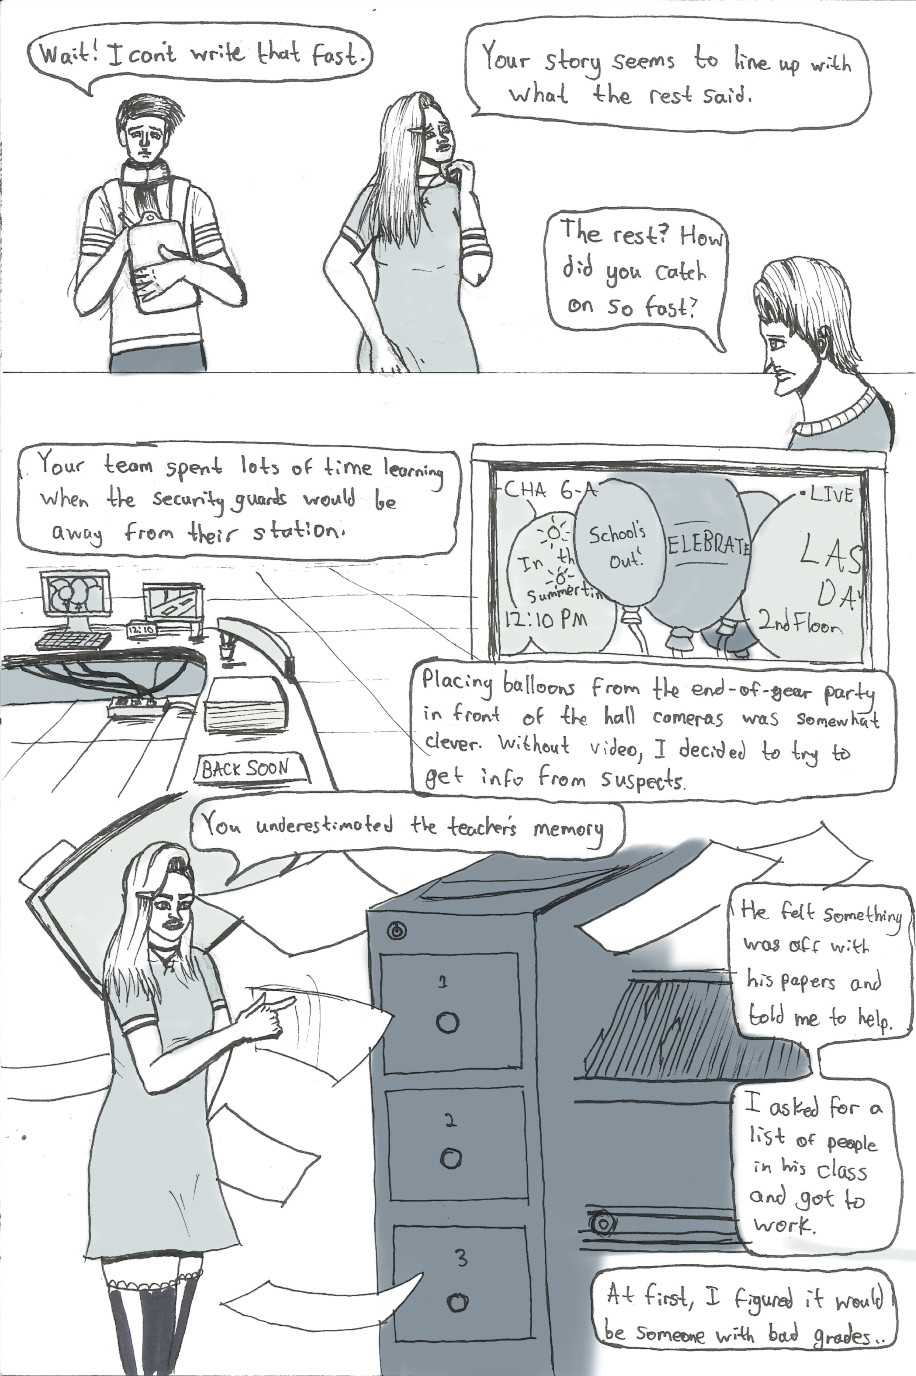 Wait! I can't write that fast.
Your story seems to line up with
what the rest said.
The rest? How
did you catch
on so fast?
Your team spent lots of time learning
when the security guards would be
away from their station.
12:10
BACK SOON
CHA 6-A
• LIVE
In th
Summertim
School's
Out!
ELEBRATE
LAS
DA
12:10 PM
2nd Floor
Placing balloons from the end-of-year party
in front of the hall cameras was somewhat
clever. Without video, I decided to try to
get info from suspects.
You underestimated the teacher's memory
He felt something
was off with
his papers and
told me to help.
1
2
3
I asked for a
list of people
in his class
and got to
work.
At first, I figured it would
be someone with bad grades..